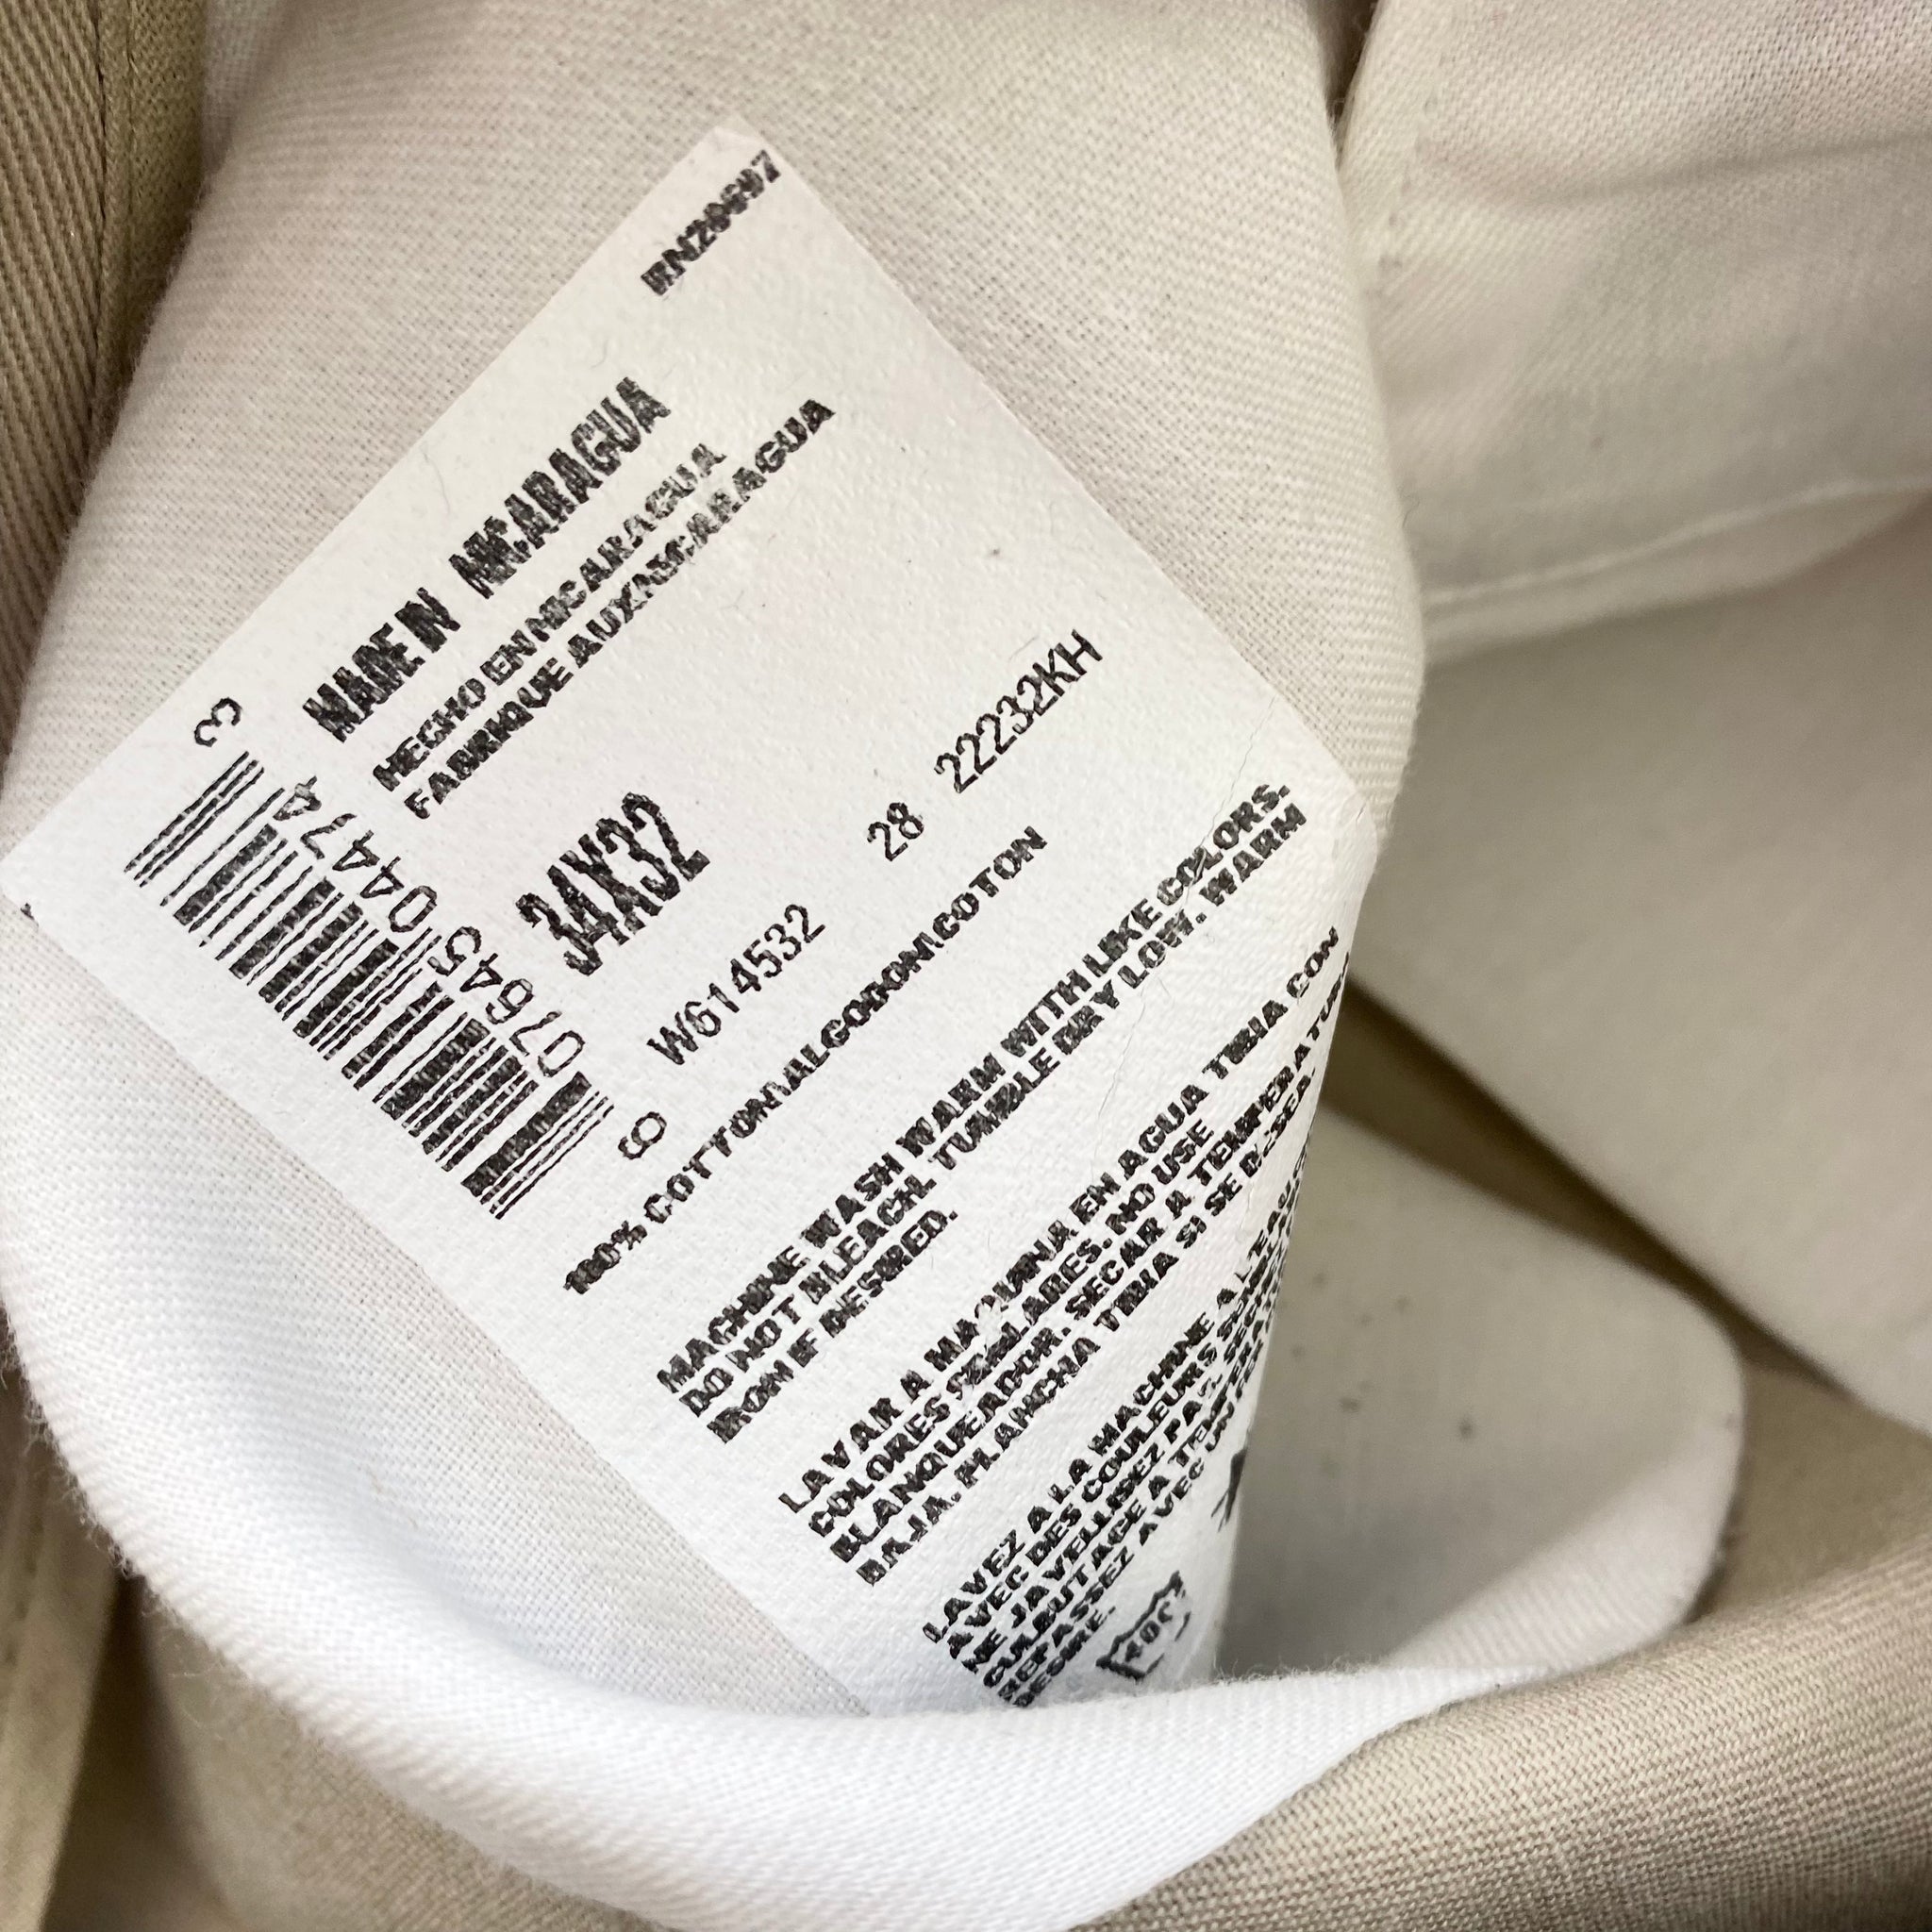 RN20697
MADE IN NICARAGUA
HECHO EN NICARAGUA
FABRIQUE AUX NICARAGUA
3
07645 04474
8
34X32
W614532 28 22232KH
100% COTTON\ALGODON\COTON
MACHINE WASH WARM WITH LIKE COLORS.
DO NOT BLEACH. TUMBLE DRY LOW. WARM
IRON IF DESIRED.
LAVAR A MAQUINA EN AGUA TIBIA CON
COLORES SIMILARES. NO USE
BLANQUEADOR. SECAR A TEMPERATURA
BAJA. PLANCHA TIBIA SI SE DESEA.
LAVEZ A LA MACHINE A L'EAU
AVEC DES COULEURS
NE JAVELLISEZ PAS.
CULBUTAGE A
REPASSEZ AVEC UN
DESIRE.